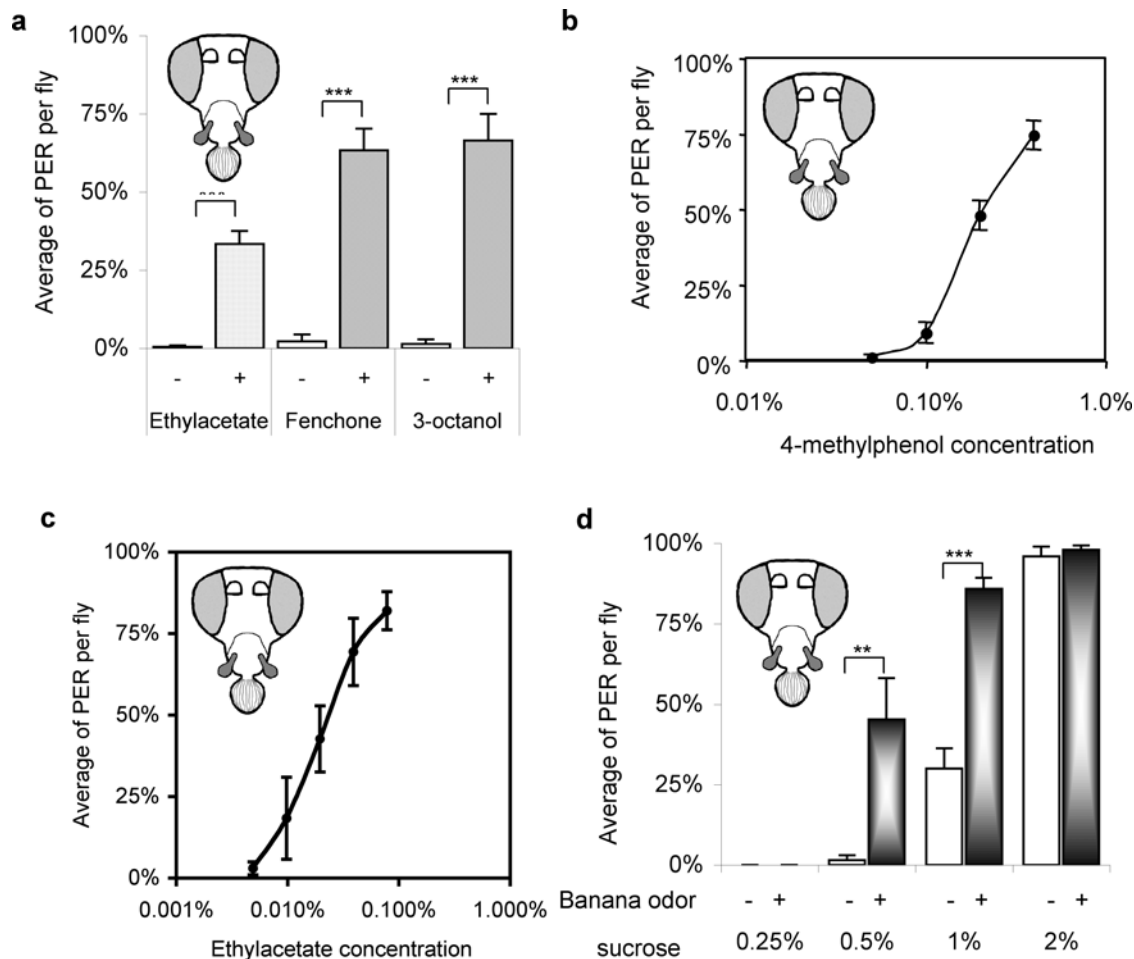 a
100%
75%
50%
25%
0%
Average of PER per fly
***
***
- + - + - +
Ethylacetate Fenchone 3-octanol
b
100%
75%
50%
25%
0%
Average of PER per fly
0.01% 0.10% 1.0%
4-methylphenol concentration
c
100%
75%
50%
25%
0%
Average of PER per fly
0.001% 0.010% 0.100% 1.000%
Ethylacetate concentration
d
100%
75%
50%
25%
0%
Average of PER per fly
**
***
Banana odor - + - + - + - +
sucrose 0.25% 0.5% 1% 2%